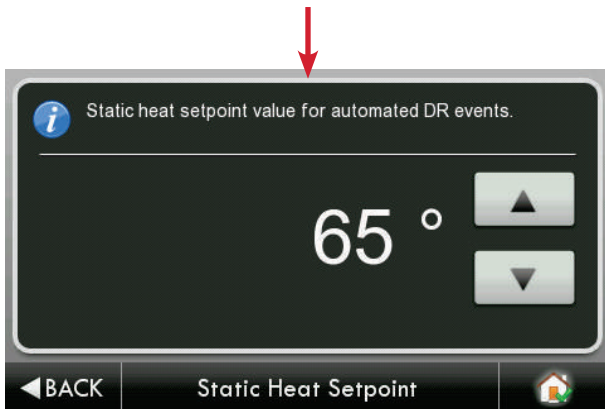 Static heat setpoint value for automated DR events.
65 °
BACK
Static Heat Setpoint